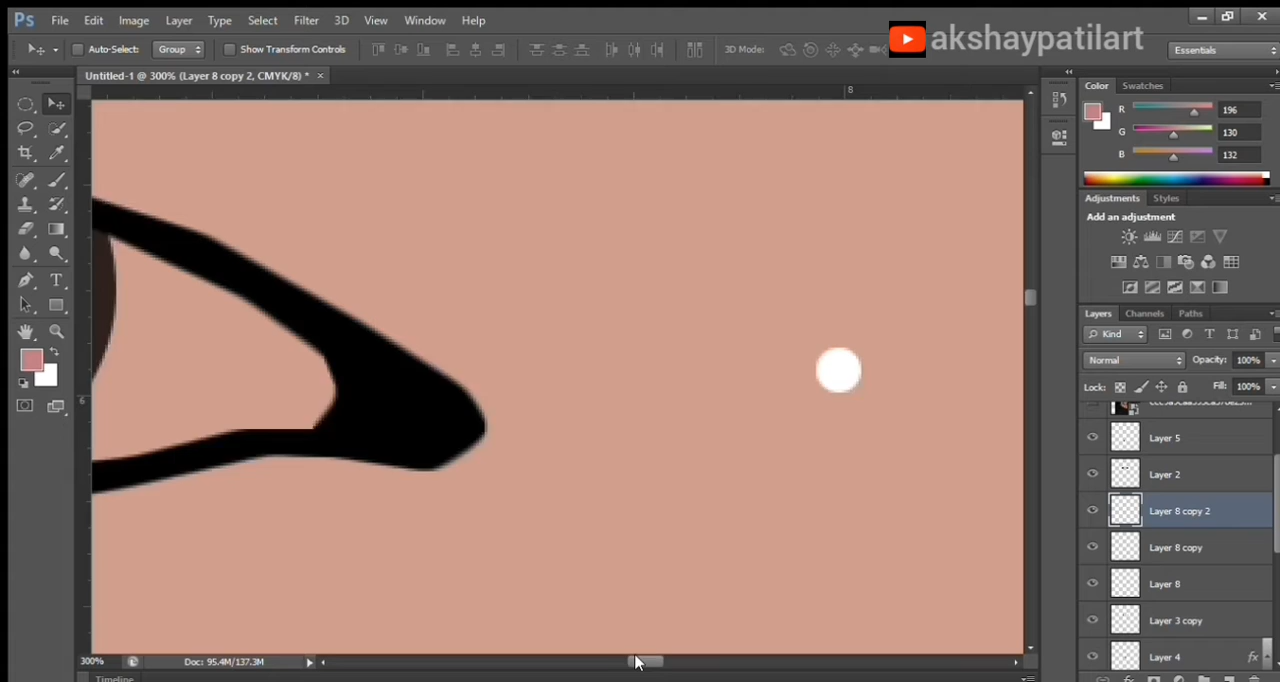 Ps File Edit Image Layer Type Select Filter 3D View Window Help
akshaypatilart
Auto-Select: Group Show Transform Controls 3D Mode: Essentials
Untitled-1 @ 300% (Layer 8 copy 2, CMYK/8) * ×
8
6
Color Swatches
R 196
G 130
B 132
Adjustments Styles
Add an adjustment
Layers Channels Paths
Kind
Normal Opacity: 100%
Lock: Fill: 100%
Layer 5
Layer 2
Layer 8 copy 2
Layer 8 copy
Layer 8
Layer 3 copy
Layer 4 fx
300% Doc: 95.4M/137.3M
Timeline